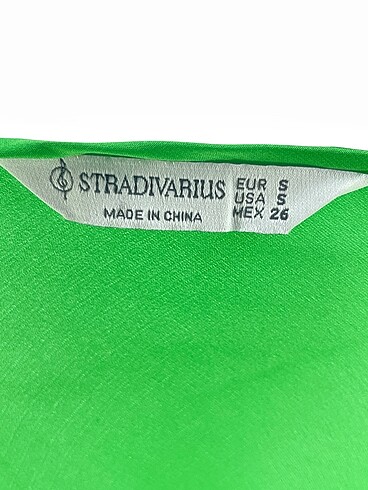 STRADIVARIUS
MADE IN CHINA
EUR S
USA S
MEX 26